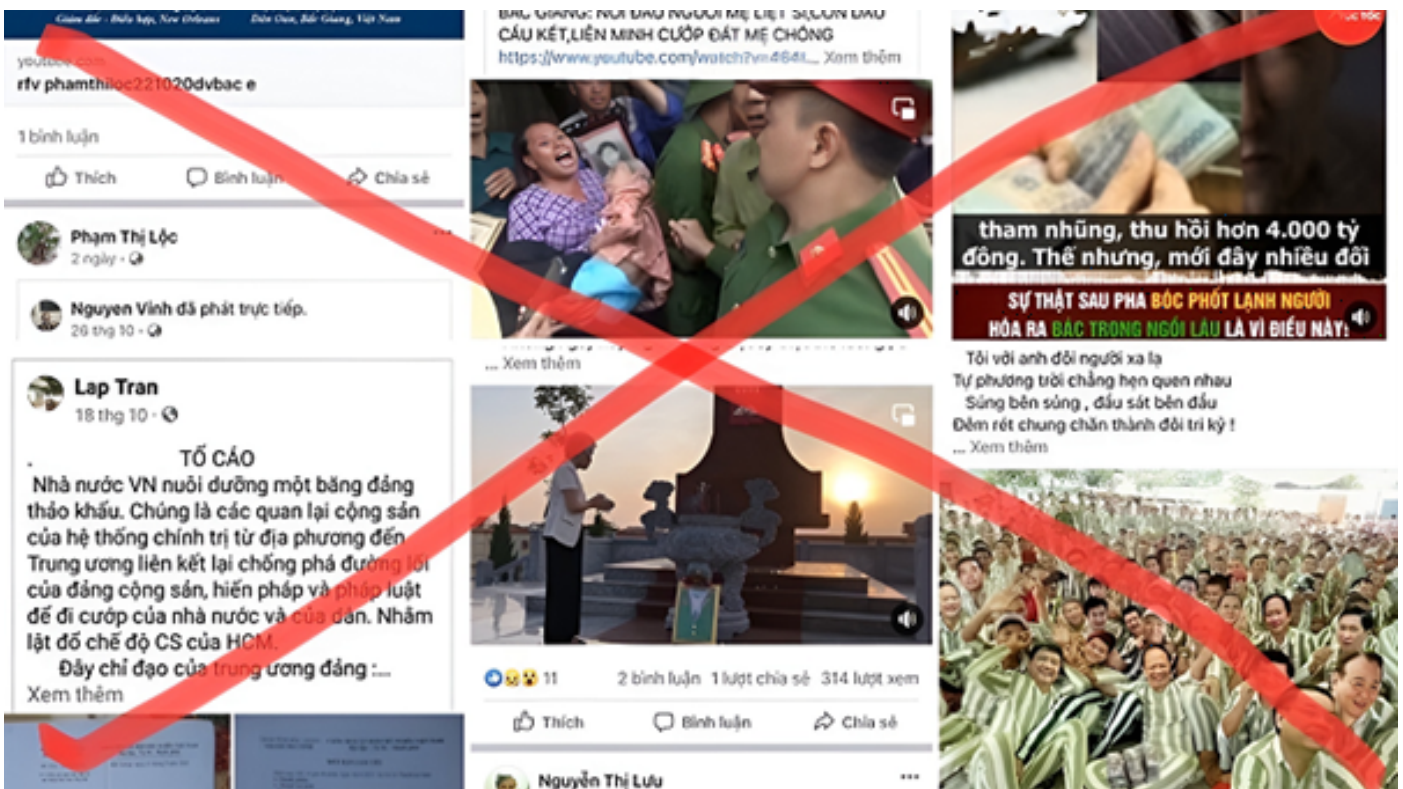 Giám đốc - Điều hợp, New Orleans
Dĩn, Bắc Giang, Việt Nam
youtube.com
rfv phamthiloc221020dvbac e
1 bình luận
Thích
Bình luận
Chia sẻ
Phạm Thị Lộc
2 ngày
Nguyen Vinh đã phát trực tiếp.
26 thg 10
Lap Tran
18 thg 10
TỐ CÁO
Nhà nước VN nuôi dưỡng một băng đảng
thảo khấu. Chúng là các quan lại cộng sản
của hệ thống chính trị từ địa phương đến
Trung ương liên kết lại chống phá đường lối
của đảng cộng sản, hiến pháp và pháp luật
để đi cướp của nhà nước và của dân. Nhằm
lật đổ chế độ CS của HCM.
Đây chỉ đạo của trung ương đảng :...
Xem thêm
BẮC GIANG: NỖI ĐAU NGƯỜI MẸ LIỆT SĨ,CON DÂU
CẤU KẾT,LIÊN MINH CƯỚP ĐẤT MẸ CHỒNG
https://www.youtube.com/watch?v=464... Xem thêm
... Xem thêm
11
2 bình luận 1 lượt chia sẻ 314 lượt xem
Thích
Bình luận
Chia sẻ
Nguyễn Thị Lưu
tham nhũng, thu hồi hơn 4.000 tỷ
đồng. Thế nhưng, mới đây nhiều đối
SỰ THẬT SAU PHA BÓC PHỐT LẠNH NGƯỜI
HÓA RA BÁC TRONG NGÔI LÂU LÀ VÌ ĐIỀU NÀY:
Tôi với anh đôi người xa lạ
Tự phương trời chẳng hẹn quen nhau
Súng bên súng , đầu sát bên đầu
Đêm rét chung chăn thành đôi tri kỷ !
... Xem thêm